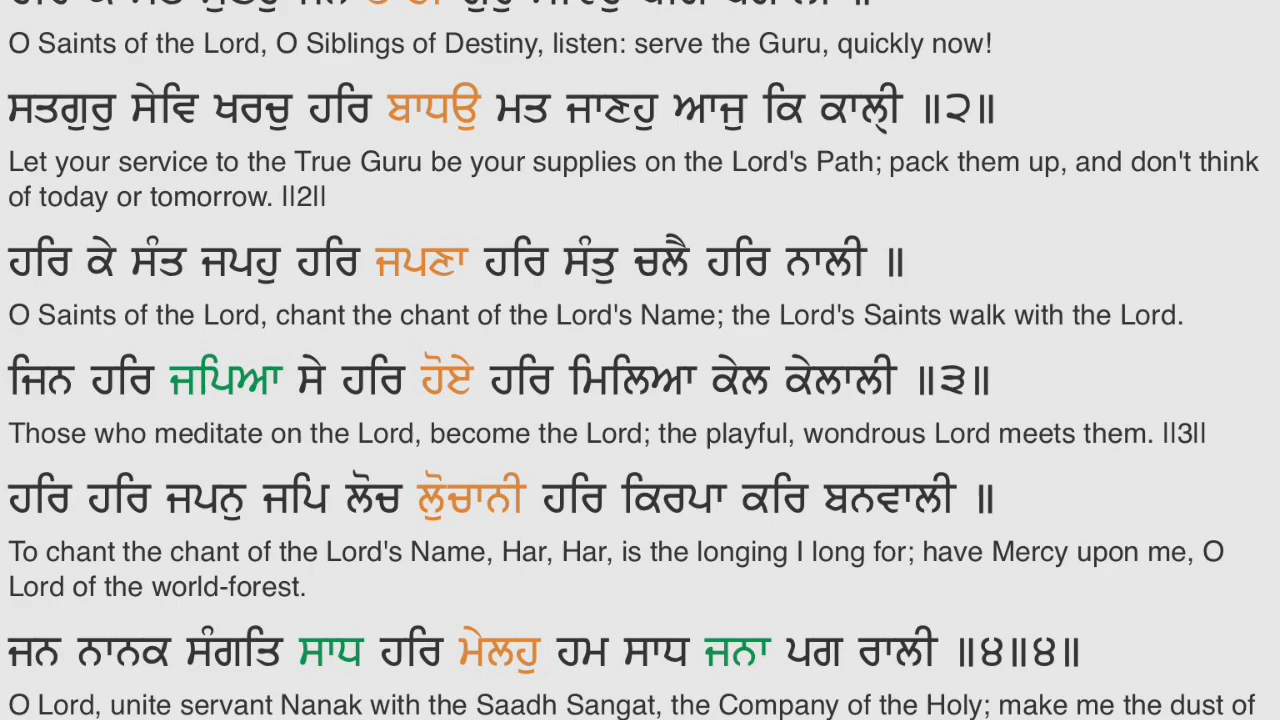 O Saints of the Lord, O Siblings of Destiny, listen: serve the Guru, quickly now!
ਸਤਗੁਰੁ ਸੇਵਿ ਖਰਚੁ ਹਰਿ ਬਾਧਉ ਮਤ ਜਾਣਹੁ ਆਜੁ ਕਿ ਕਾਲ੍ਹੀ ॥੨॥
Let your service to the True Guru be your supplies on the Lord's Path; pack them up, and don't think
of today or tomorrow. ||2||
ਹਰਿ ਕੇ ਸੰਤ ਜਪਹੁ ਹਰਿ ਜਪਣਾ ਹਰਿ ਸੰਤੁ ਚਲੈ ਹਰਿ ਨਾਲੀ ॥
O Saints of the Lord, chant the chant of the Lord's Name; the Lord's Saints walk with the Lord.
ਜਿਨ ਹਰਿ ਜਪਿਆ ਸੇ ਹਰਿ ਹੋਏ ਹਰਿ ਮਿਲਿਆ ਕੇਲ ਕੇਲਾਲੀ ॥੩॥
Those who meditate on the Lord, become the Lord; the playful, wondrous Lord meets them. ||3||
ਹਰਿ ਹਰਿ ਜਪਨੁ ਜਪਿ ਲੋਚ ਲੋੁਚਾਨੀ ਹਰਿ ਕਿਰਪਾ ਕਰਿ ਬਨਵਾਲੀ ॥
To chant the chant of the Lord's Name, Har, Har, is the longing I long for; have Mercy upon me, O
Lord of the world-forest.
ਜਨ ਨਾਨਕ ਸੰਗਤਿ ਸਾਧ ਹਰਿ ਮੇਲਹੁ ਹਮ ਸਾਧ ਜਨਾ ਪਗ ਰਾਲੀ ॥੪॥੪॥
O Lord, unite servant Nanak with the Saadh Sangat, the Company of the Holy; make me the dust of